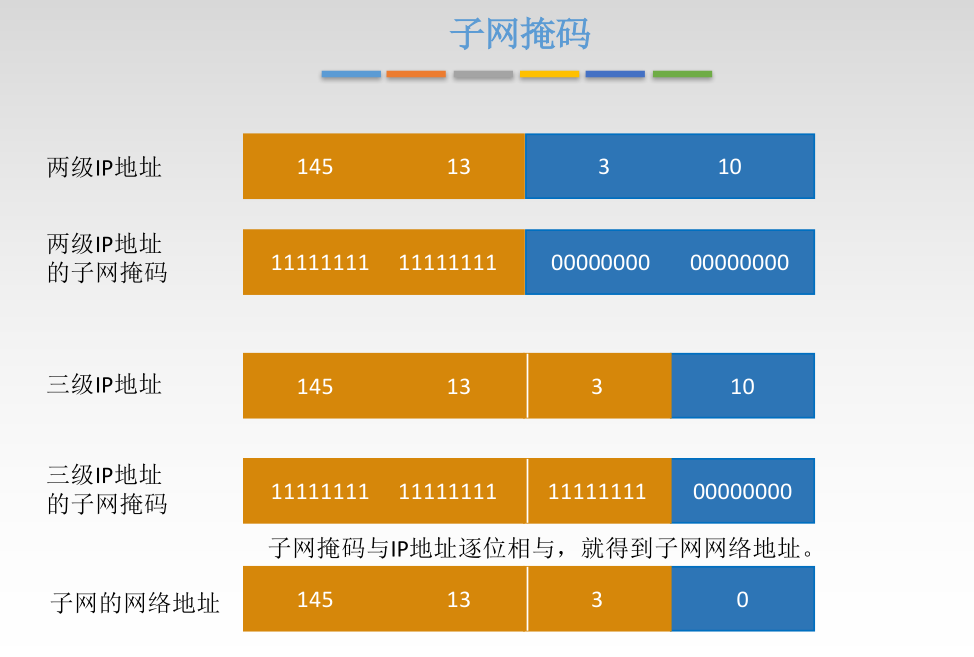 子网掩码
两级IP地址
145 13 3 10
两级IP地址
的子网掩码
11111111 11111111 00000000 00000000
三级IP地址
145 13 3 10
三级IP地址
的子网掩码
11111111 11111111 11111111 00000000
子网掩码与IP地址逐位相与，就得到子网网络地址。
子网的网络地址
145 13 3 0